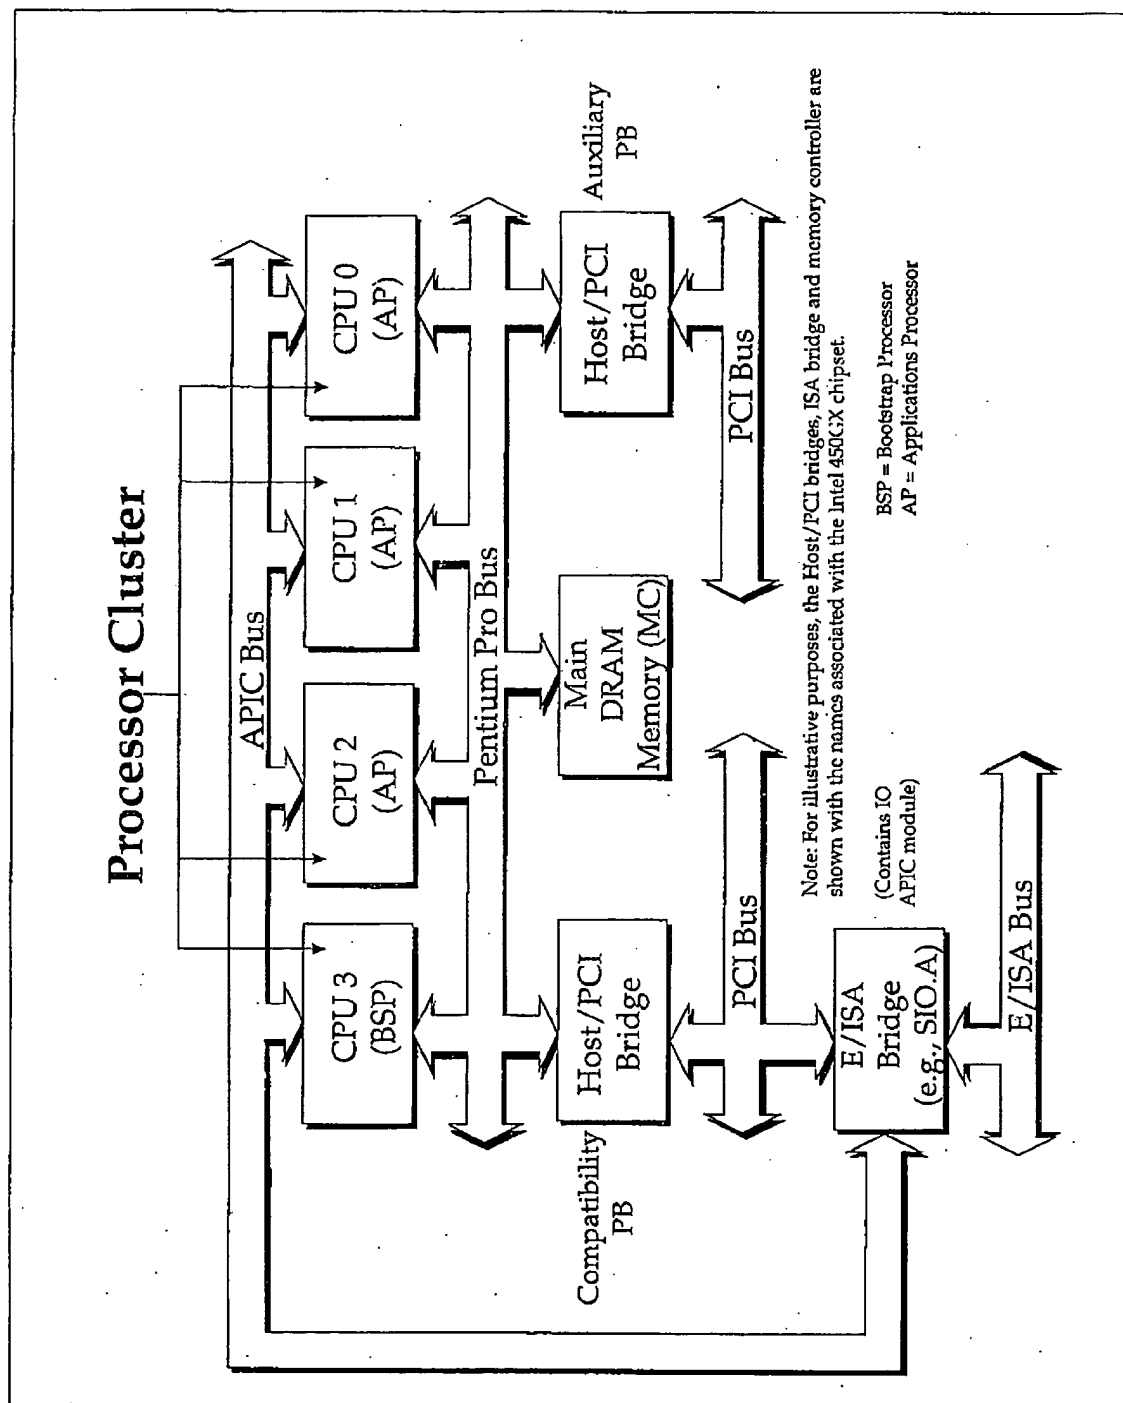 Processor Cluster
APIC Bus
CPU 3
(BSP)
CPU 2
(AP)
CPU 1
(AP)
CPU 0
(AP)
Pentium Pro Bus
Compatibility
PB
Host/PCI
Bridge
Main
DRAM
Memory (MC)
Host/PCI
Bridge
Auxiliary
PB
PCI Bus
PCI Bus
Note: For illustrative purposes, the Host/PCI bridges, ISA bridge and memory controller are
shown with the names associated with the Intel 450GX chipset.
E/ISA
Bridge
(e.g., SIO.A)
(Contains IO
APIC module)
BSP = Bootstrap Processor
AP = Applications Processor
E/ISA Bus